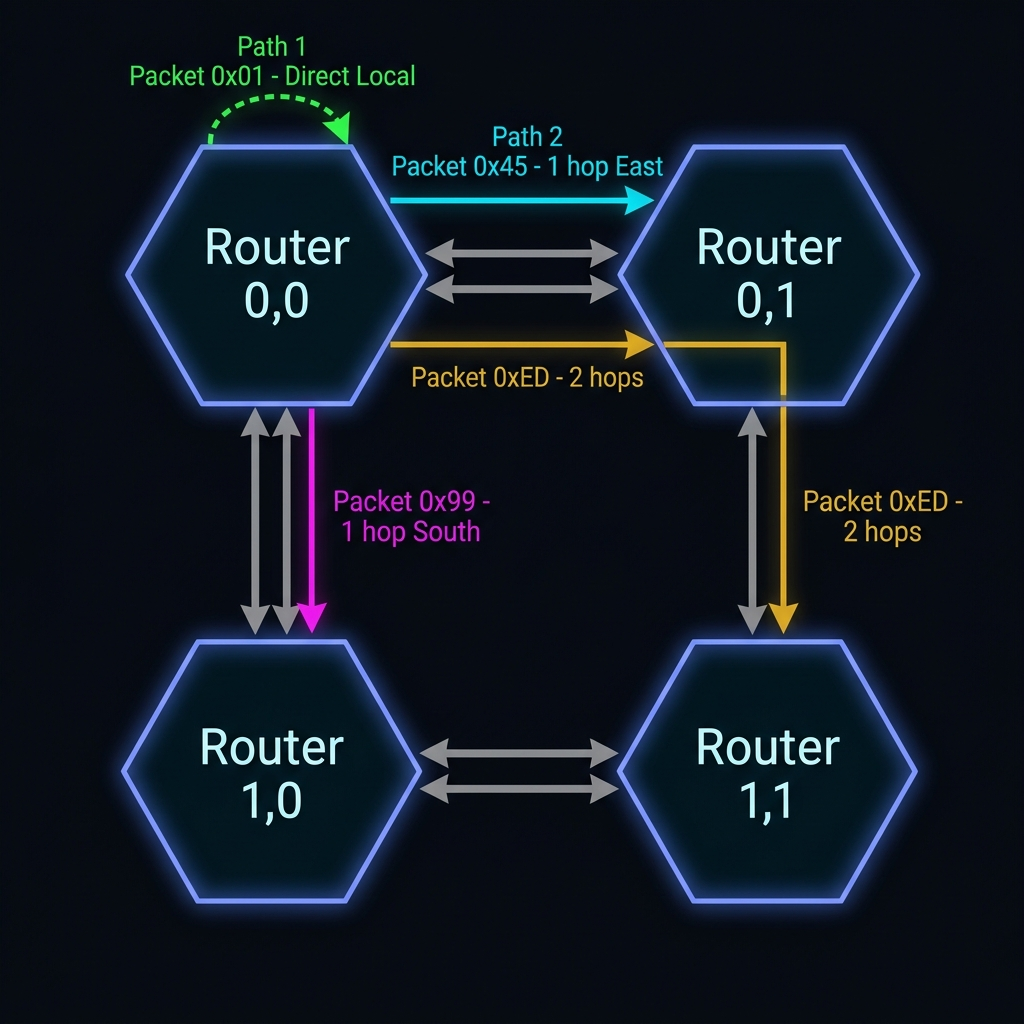 Path 1
Packet 0x01 - Direct Local
Path 2
Packet 0x45 - 1 hop East
Router
0,0
Router
0,1
Packet 0xED - 2 hops
Packet 0x99 -
1 hop South
Packet 0xED -
2 hops
Router
1,0
Router
1,1